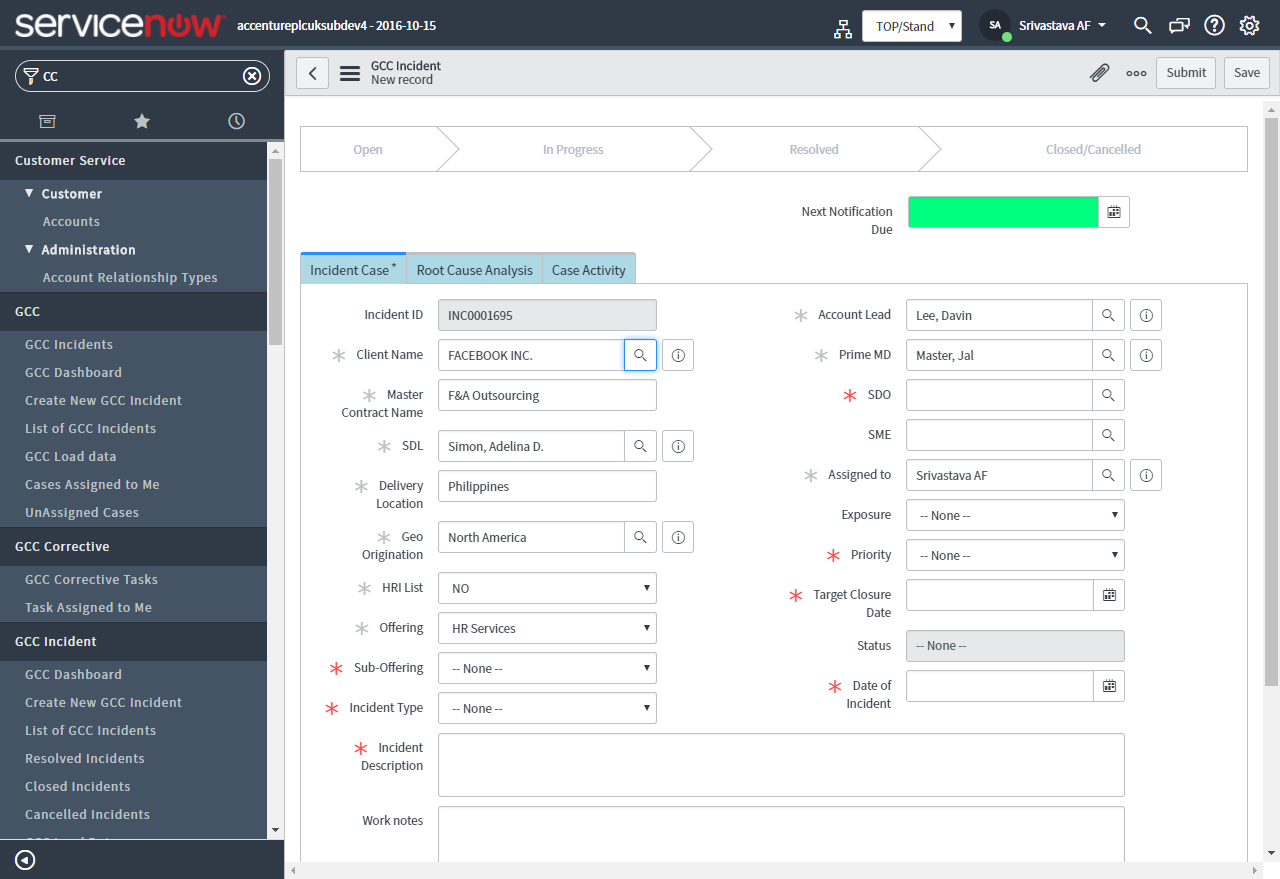 servicenow
accentureplcuksubdev4 - 2016-10-15
TOP/Stand
SA
Srivastava AF
CC
Customer Service
Customer
Accounts
Administration
Account Relationship Types
GCC
GCC Incidents
GCC Dashboard
Create New GCC Incident
List of GCC Incidents
GCC Load data
Cases Assigned to Me
UnAssigned Cases
GCC Corrective
GCC Corrective Tasks
Task Assigned to Me
GCC Incident
GCC Dashboard
Create New GCC Incident
List of GCC Incidents
Resolved Incidents
Closed Incidents
Cancelled Incidents
GCC Incident
New record
Submit
Save
Open
In Progress
Resolved
Closed/Cancelled
Next Notification
Due
Incident Case *
Root Cause Analysis
Case Activity
Incident ID
INC0001695
Client Name
FACEBOOK INC.
Master
Contract Name
F&A Outsourcing
SDL
Simon, Adelina D.
Delivery
Location
Philippines
Geo
Origination
North America
HRI List
NO
Offering
HR Services
Sub-Offering
-- None --
Incident Type
-- None --
Account Lead
Lee, Davin
Prime MD
Master, Jal
SDO
SME
Assigned to
Srivastava AF
Exposure
-- None --
Priority
-- None --
Target Closure
Date
Status
-- None --
Date of
Incident
Incident
Description
Work notes